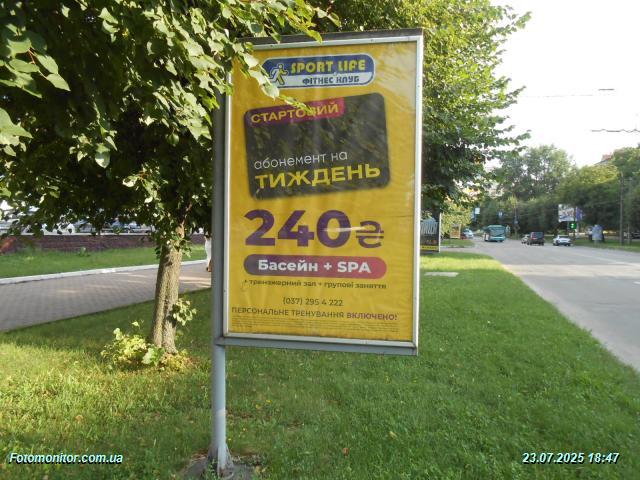 SPORT LIFE
ФІТНЕС КЛУБ
СТАРТОВИЙ
абонемент на
ТИЖДЕНЬ
240₴
Басейн + SPA
+ тренажерний зал + групові заняття
(037) 295 4 222
ПЕРСОНАЛЬНЕ ТРЕНУВАННЯ ВКЛЮЧЕНО!
Fotomonitor.com.ua
23.07.2025 18:47